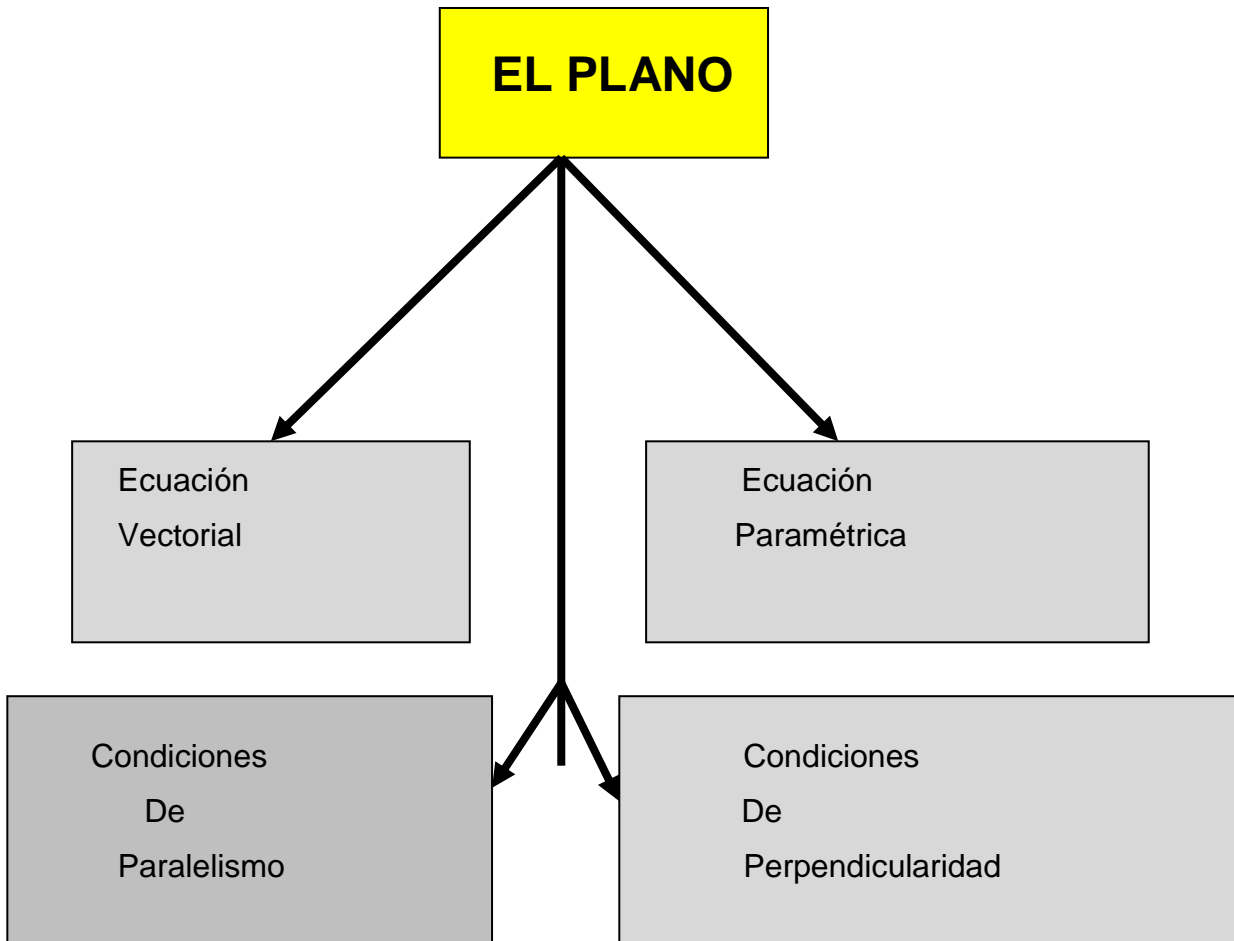 EL PLANO
Ecuación
Vectorial
Ecuación
Paramétrica
Condiciones
De
Paralelismo
Condiciones
De
Perpendicularidad